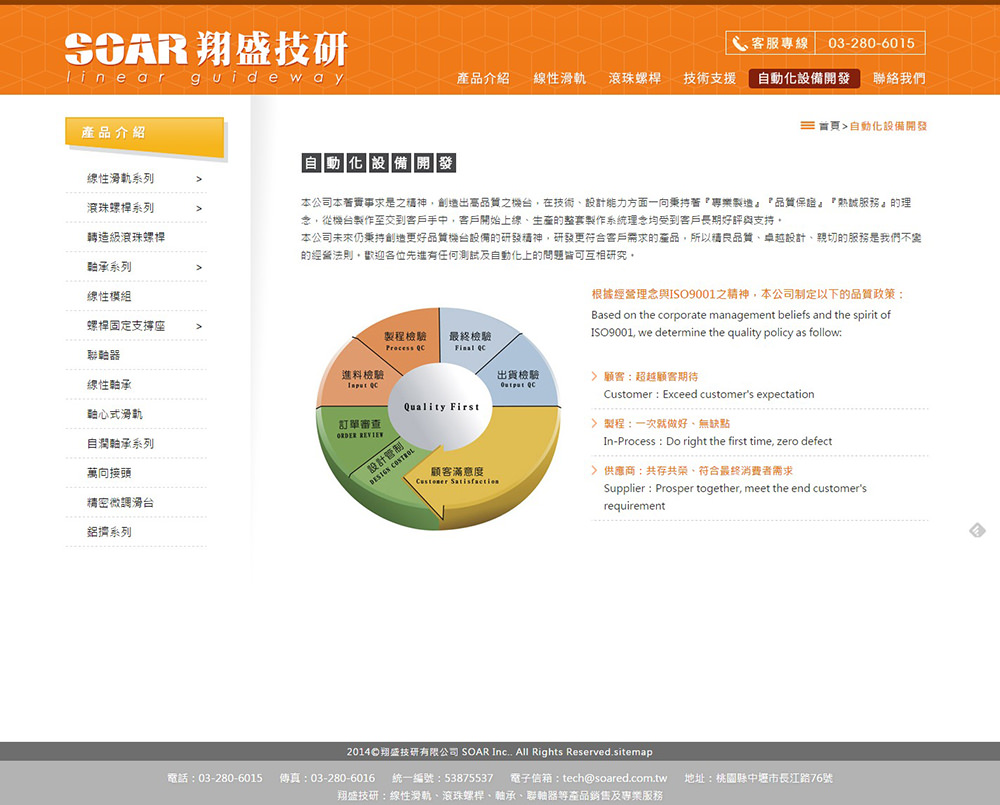 SOAR 翔盛技研
linear guideway
客服專線 03-280-6015
產品介紹 線性滑軌 滾珠螺桿 技術支援 自動化設備開發 聯絡我們
首頁>自動化設備開發
產品介紹
線性滑軌系列 >
滾珠螺桿系列 >
轉造級滾珠螺桿
軸承系列 >
線性模組
螺桿固定支撐座 >
聯軸器
線性軸承
軸心式滑軌
自潤軸承系列
萬向接頭
精密微調滑台
鋁擠系列
自動化設備開發
本公司本著實事求是之精神，創造出高品質之機台，在技術、設計能力方面一向秉持著『專業製造』『品質保證』『熱誠服務』的理
念，從機台製作至交到客戶手中，客戶開始上線、生產的整套製作系統理念均受到客戶長期好評與支持。
本公司未來仍秉持創造更好品質機台設備的研發精神，研發更符合客戶需求的產品，所以精良品質、卓越設計、親切的服務是我們不變
的經營法則。歡迎各位先進有任何測試及自動化上的問題皆可互相研究。
製程檢驗
Process QC
最終檢驗
Final QC
進料檢驗
Input QC
出貨檢驗
Output QC
Quality First
訂單審查
ORDER REVIEW
設計管制
DESIGN CONTROL
顧客滿意度
Customer Satisfaction
根據經營理念與ISO9001之精神，本公司制定以下的品質政策：
Based on the corporate management beliefs and the spirit of
ISO9001, we determine the quality policy as follow:
顧客：超越顧客期待
Customer：Exceed customer's expectation
製程：一次就做好、無缺點
In-Process：Do right the first time, zero defect
供應商：共存共榮、符合最終消費者需求
Supplier：Prosper together, meet the end customer's
requirement
2014©翔盛技研有限公司 SOAR Inc.. All Rights Reserved.sitemap
電話：03-280-6015 傳真：03-280-6016 統一編號：53875537 電子信箱：tech@soared.com.tw 地址：桃園縣中壢市長江路76號
翔盛技研：線性滑軌、滾珠螺桿、軸承、聯軸器等產品銷售及專業服務